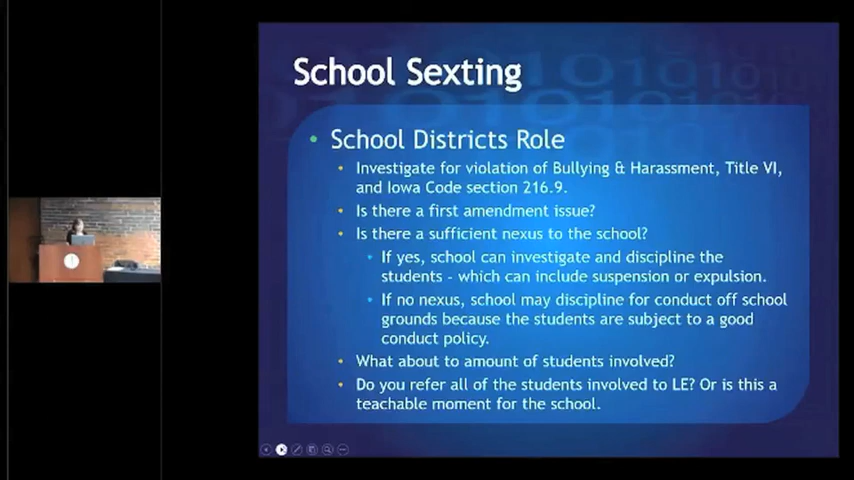 School Sexting
• School Districts Role
• Investigate for violation of Bullying & Harassment, Title VI,
and Iowa Code section 216.9.
• Is there a first amendment issue?
• Is there a sufficient nexus to the school?
• If yes, school can investigate and discipline the
students – which can include suspension or expulsion.
• If no nexus, school may discipline for conduct off school
grounds because the students are subject to a good
conduct policy.
• What about to amount of students involved?
• Do you refer all of the students involved to LE? Or is this a
teachable moment for the school.